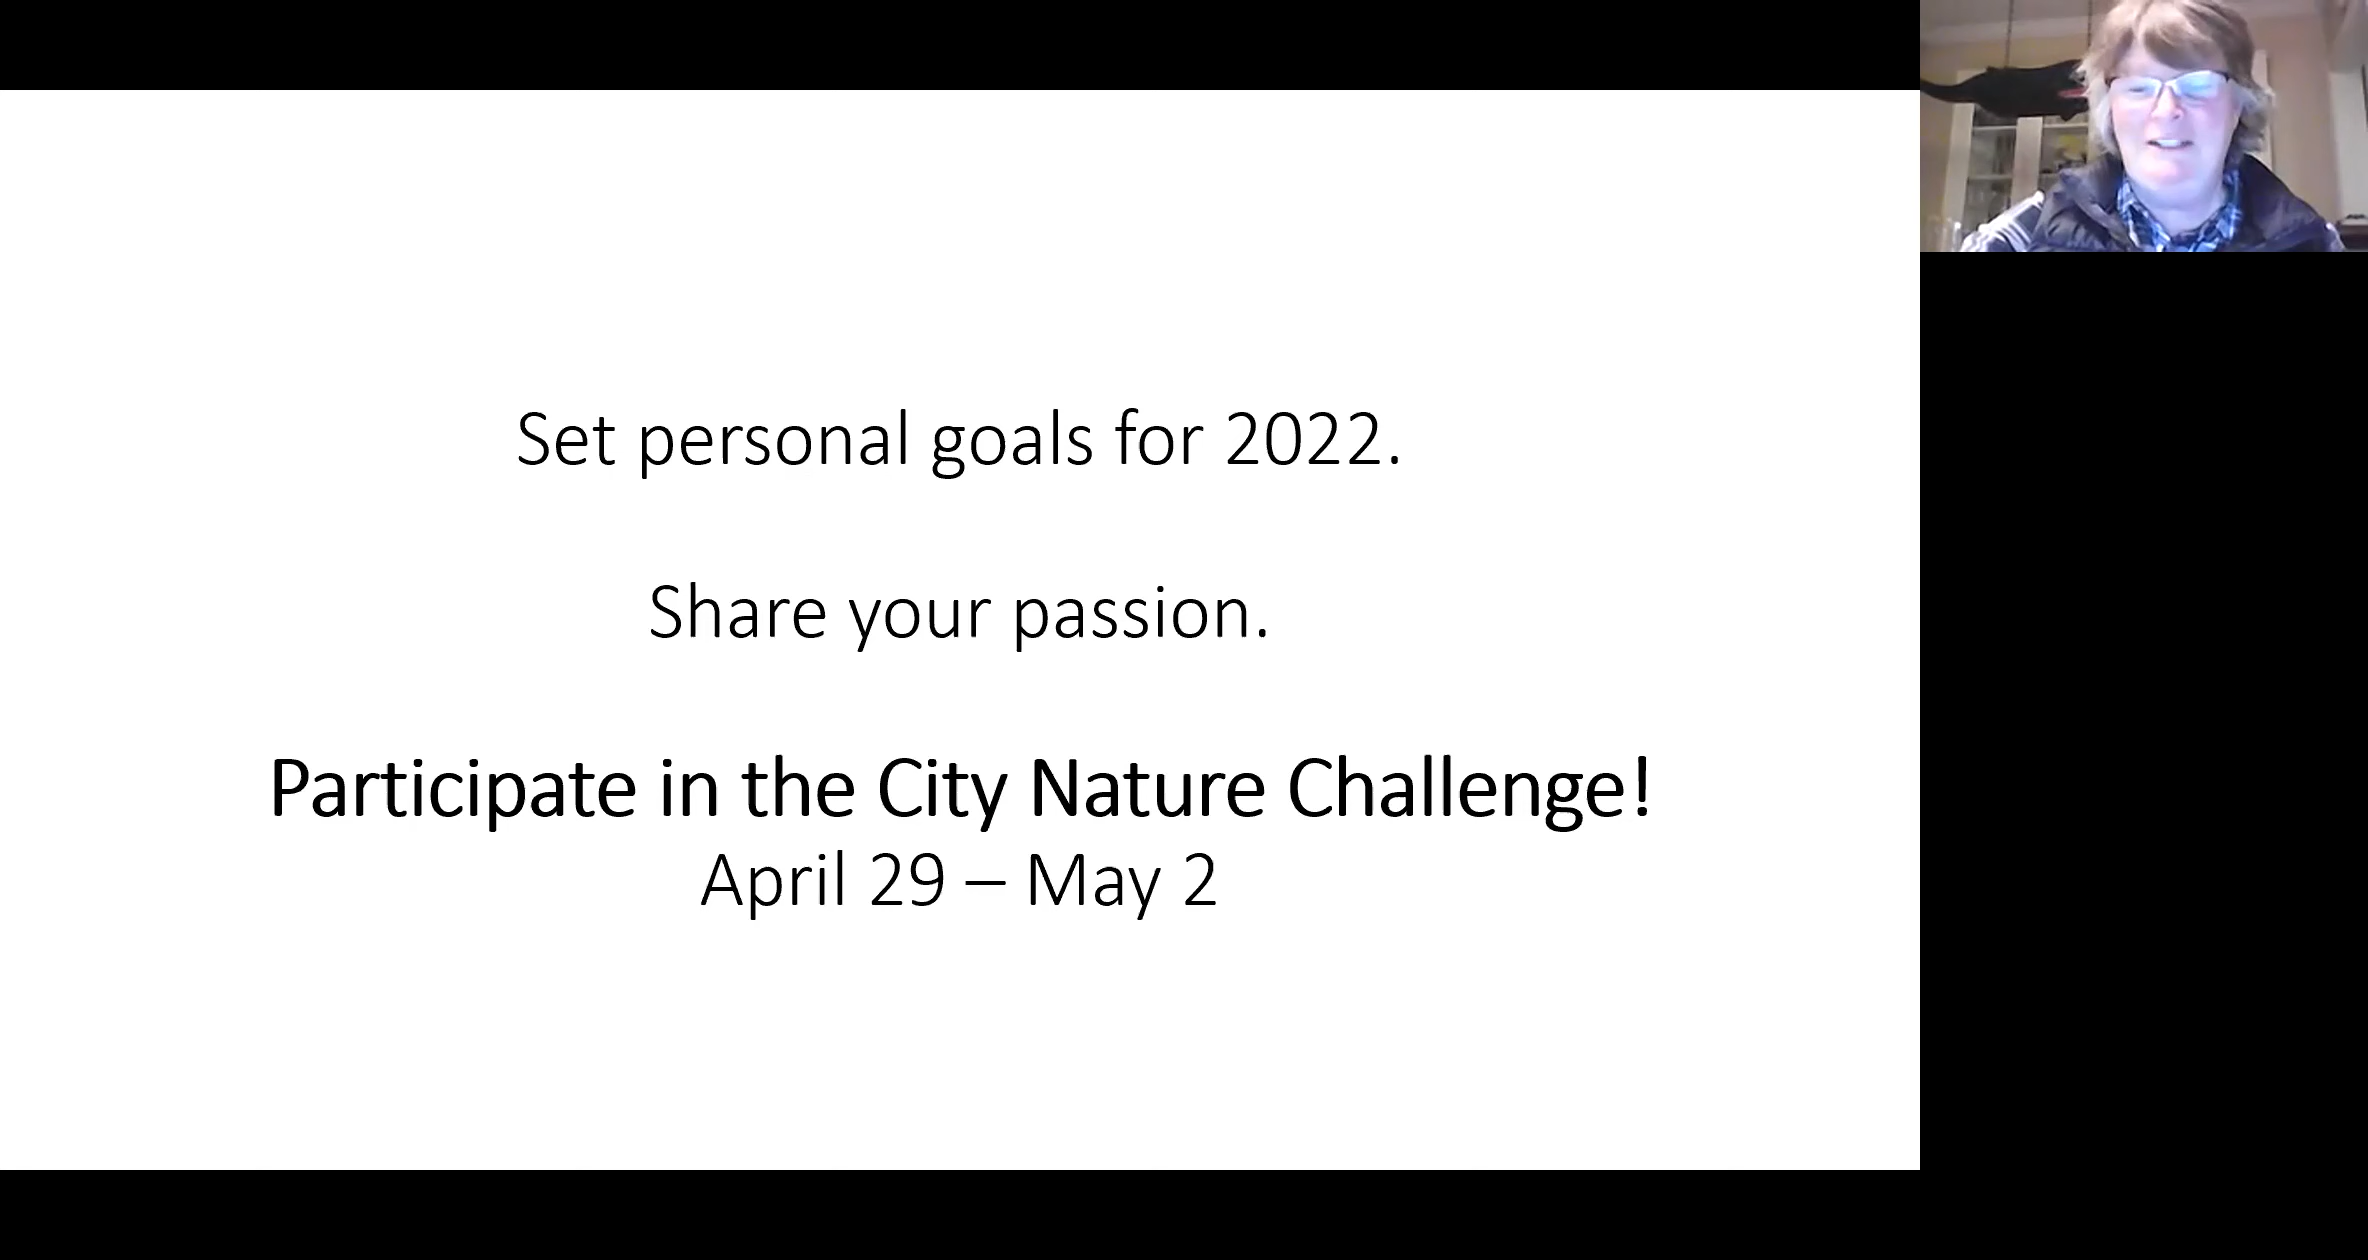 Set personal goals for 2022.
Share your passion.
Participate in the City Nature Challenge!
April 29 – May 2